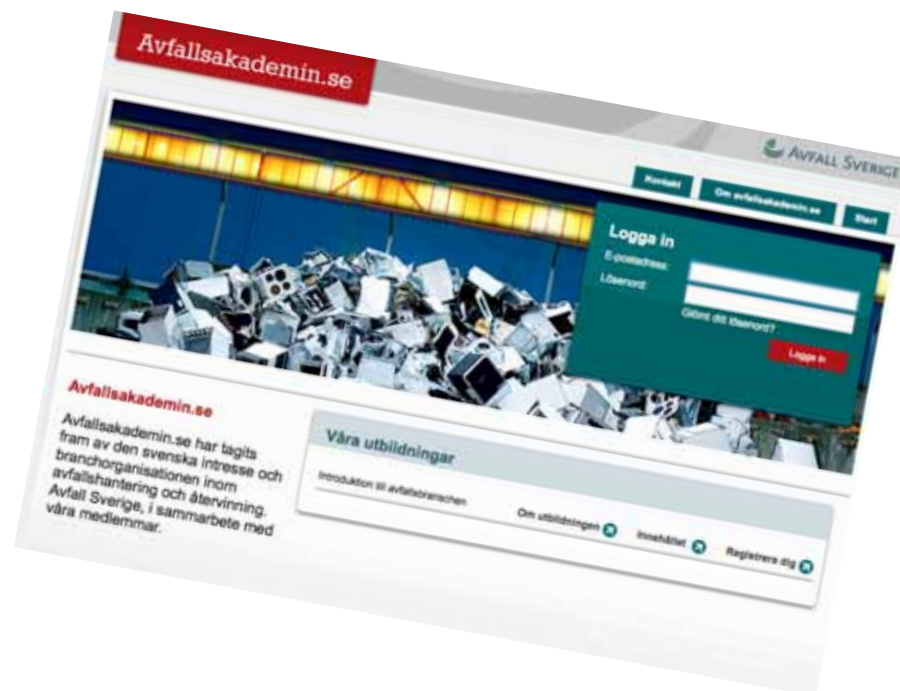 Avfallsakademin.se
AVFALL SVERIGE
Kontakt
Om avfallsakademin.se
Start
Logga in
E-postadress:
Lösenord:
Glömt ditt lösenord?
Logga in
Avfallsakademin.se
Avfallsakademin.se har tagits
fram av den svenska intresse och
branchorganisationen inom
avfallshantering och återvinning.
Avfall Sverige, i sammarbete med
våra medlemmar.
Våra utbildningar
Introduktion till avfallsbranschen
Om utbildningen
Innehållet
Registrera dig